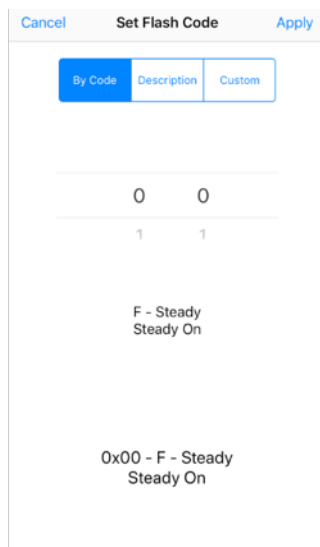 Cancel Set Flash Code Apply
By Code Description Custom
0 0
1 1
F - Steady
Steady On
0x00 - F - Steady
Steady On